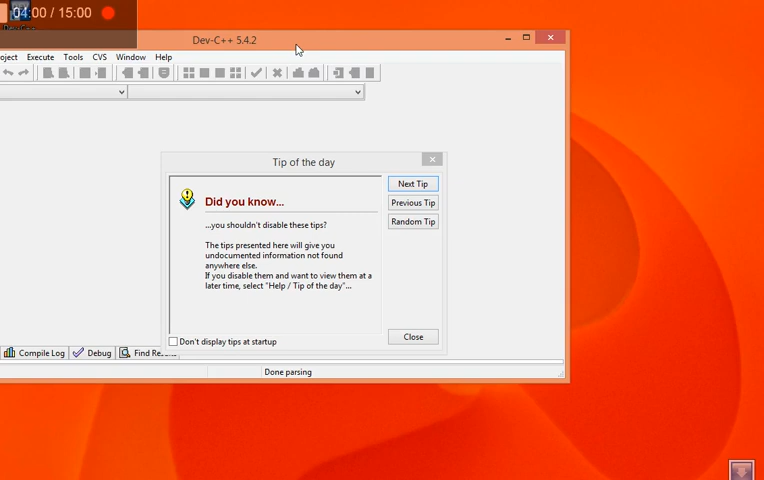 04:00 / 15:00
Dev-C++ 5.4.2
oject Execute Tools CVS Window Help
Tip of the day
Did you know...
...you shouldn't disable these tips?
The tips presented here will give you
undocumented information not found
anywhere else.
If you disable them and want to view them at a
later time, select "Help / Tip of the day"...
Next Tip
Previous Tip
Random Tip
Don't display tips at startup
Close
Compile Log Debug Find Res
Done parsing